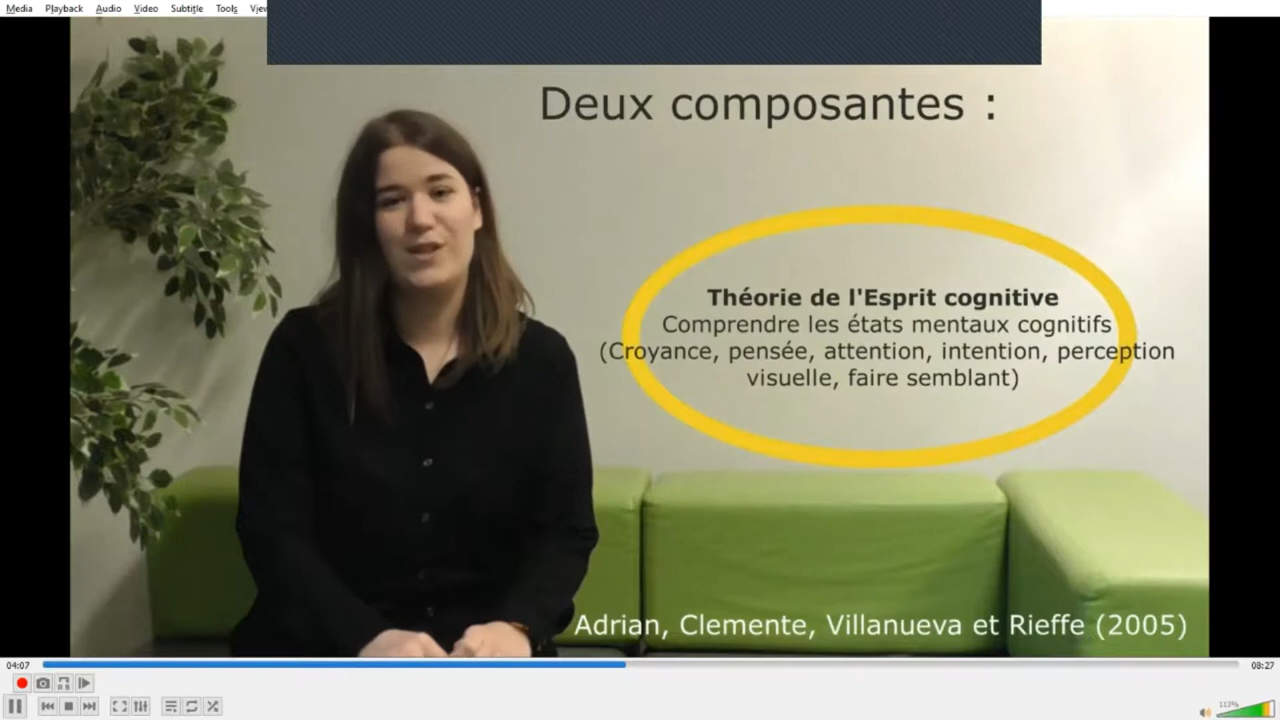 Media Playback Audio Video Subtitle Tools
Deux composantes :
Théorie de l'Esprit cognitive
Comprendre les états mentaux cognitifs
(Croyance, pensée, attention, intention, perception
visuelle, faire semblant)
Adrian, Clemente, Villanueva et Rieffe (2005)
04:07 08:27
113%